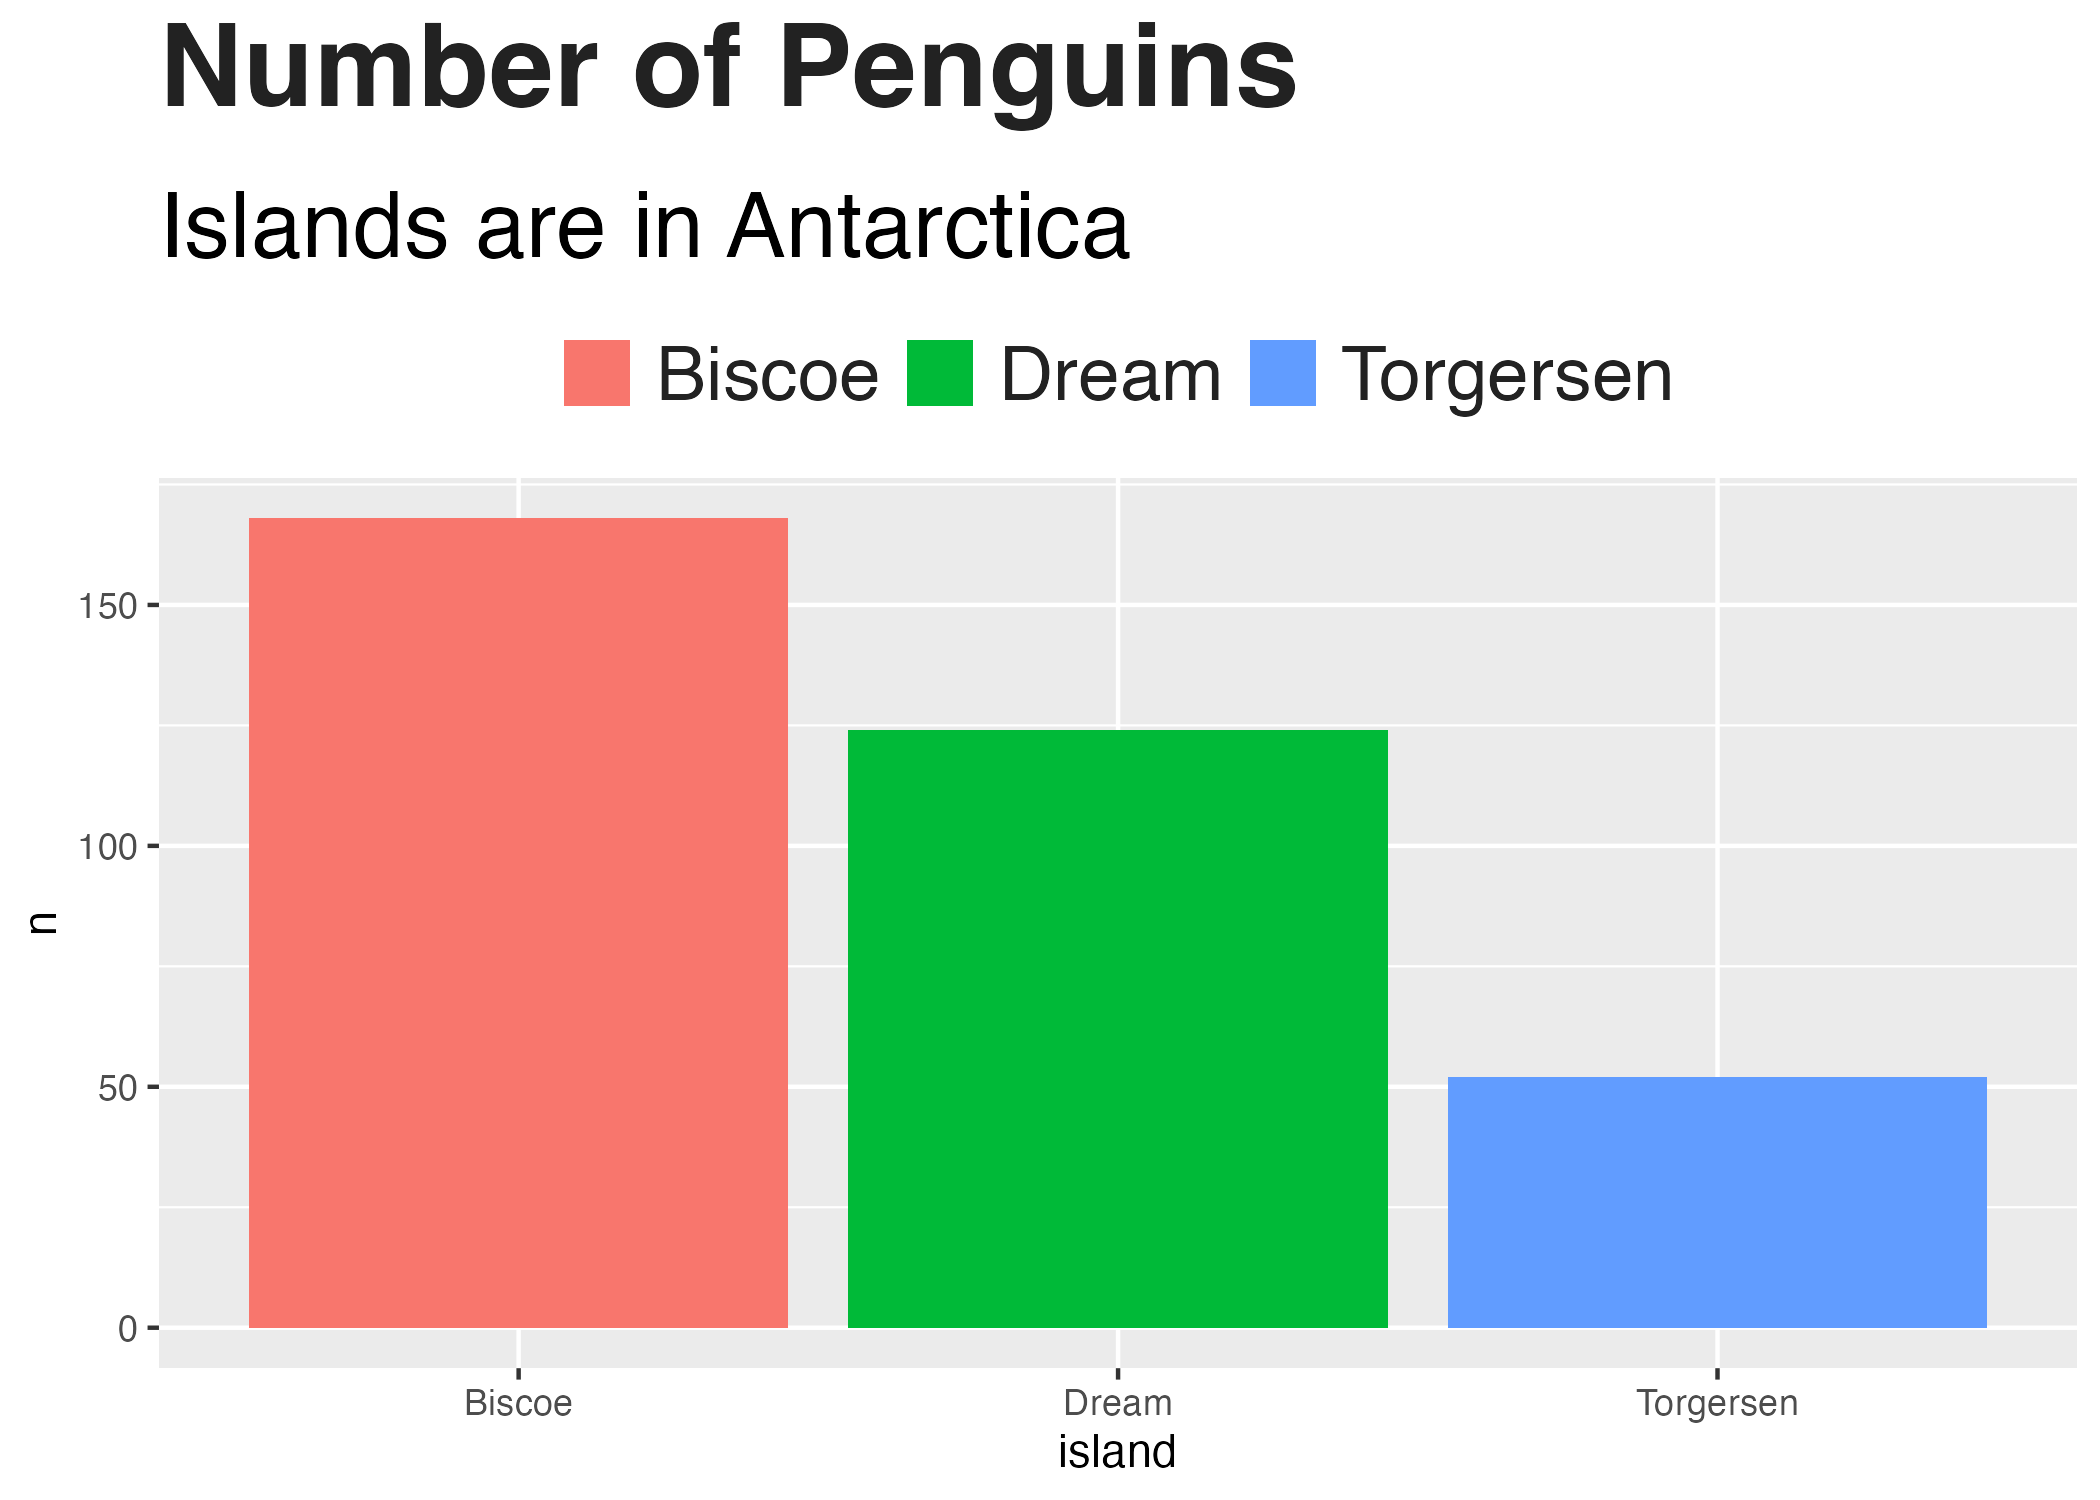 Number of Penguins
Islands are in Antarctica
Biscoe Dream Torgersen
150
100
50
0
n
Biscoe Dream Torgersen
island